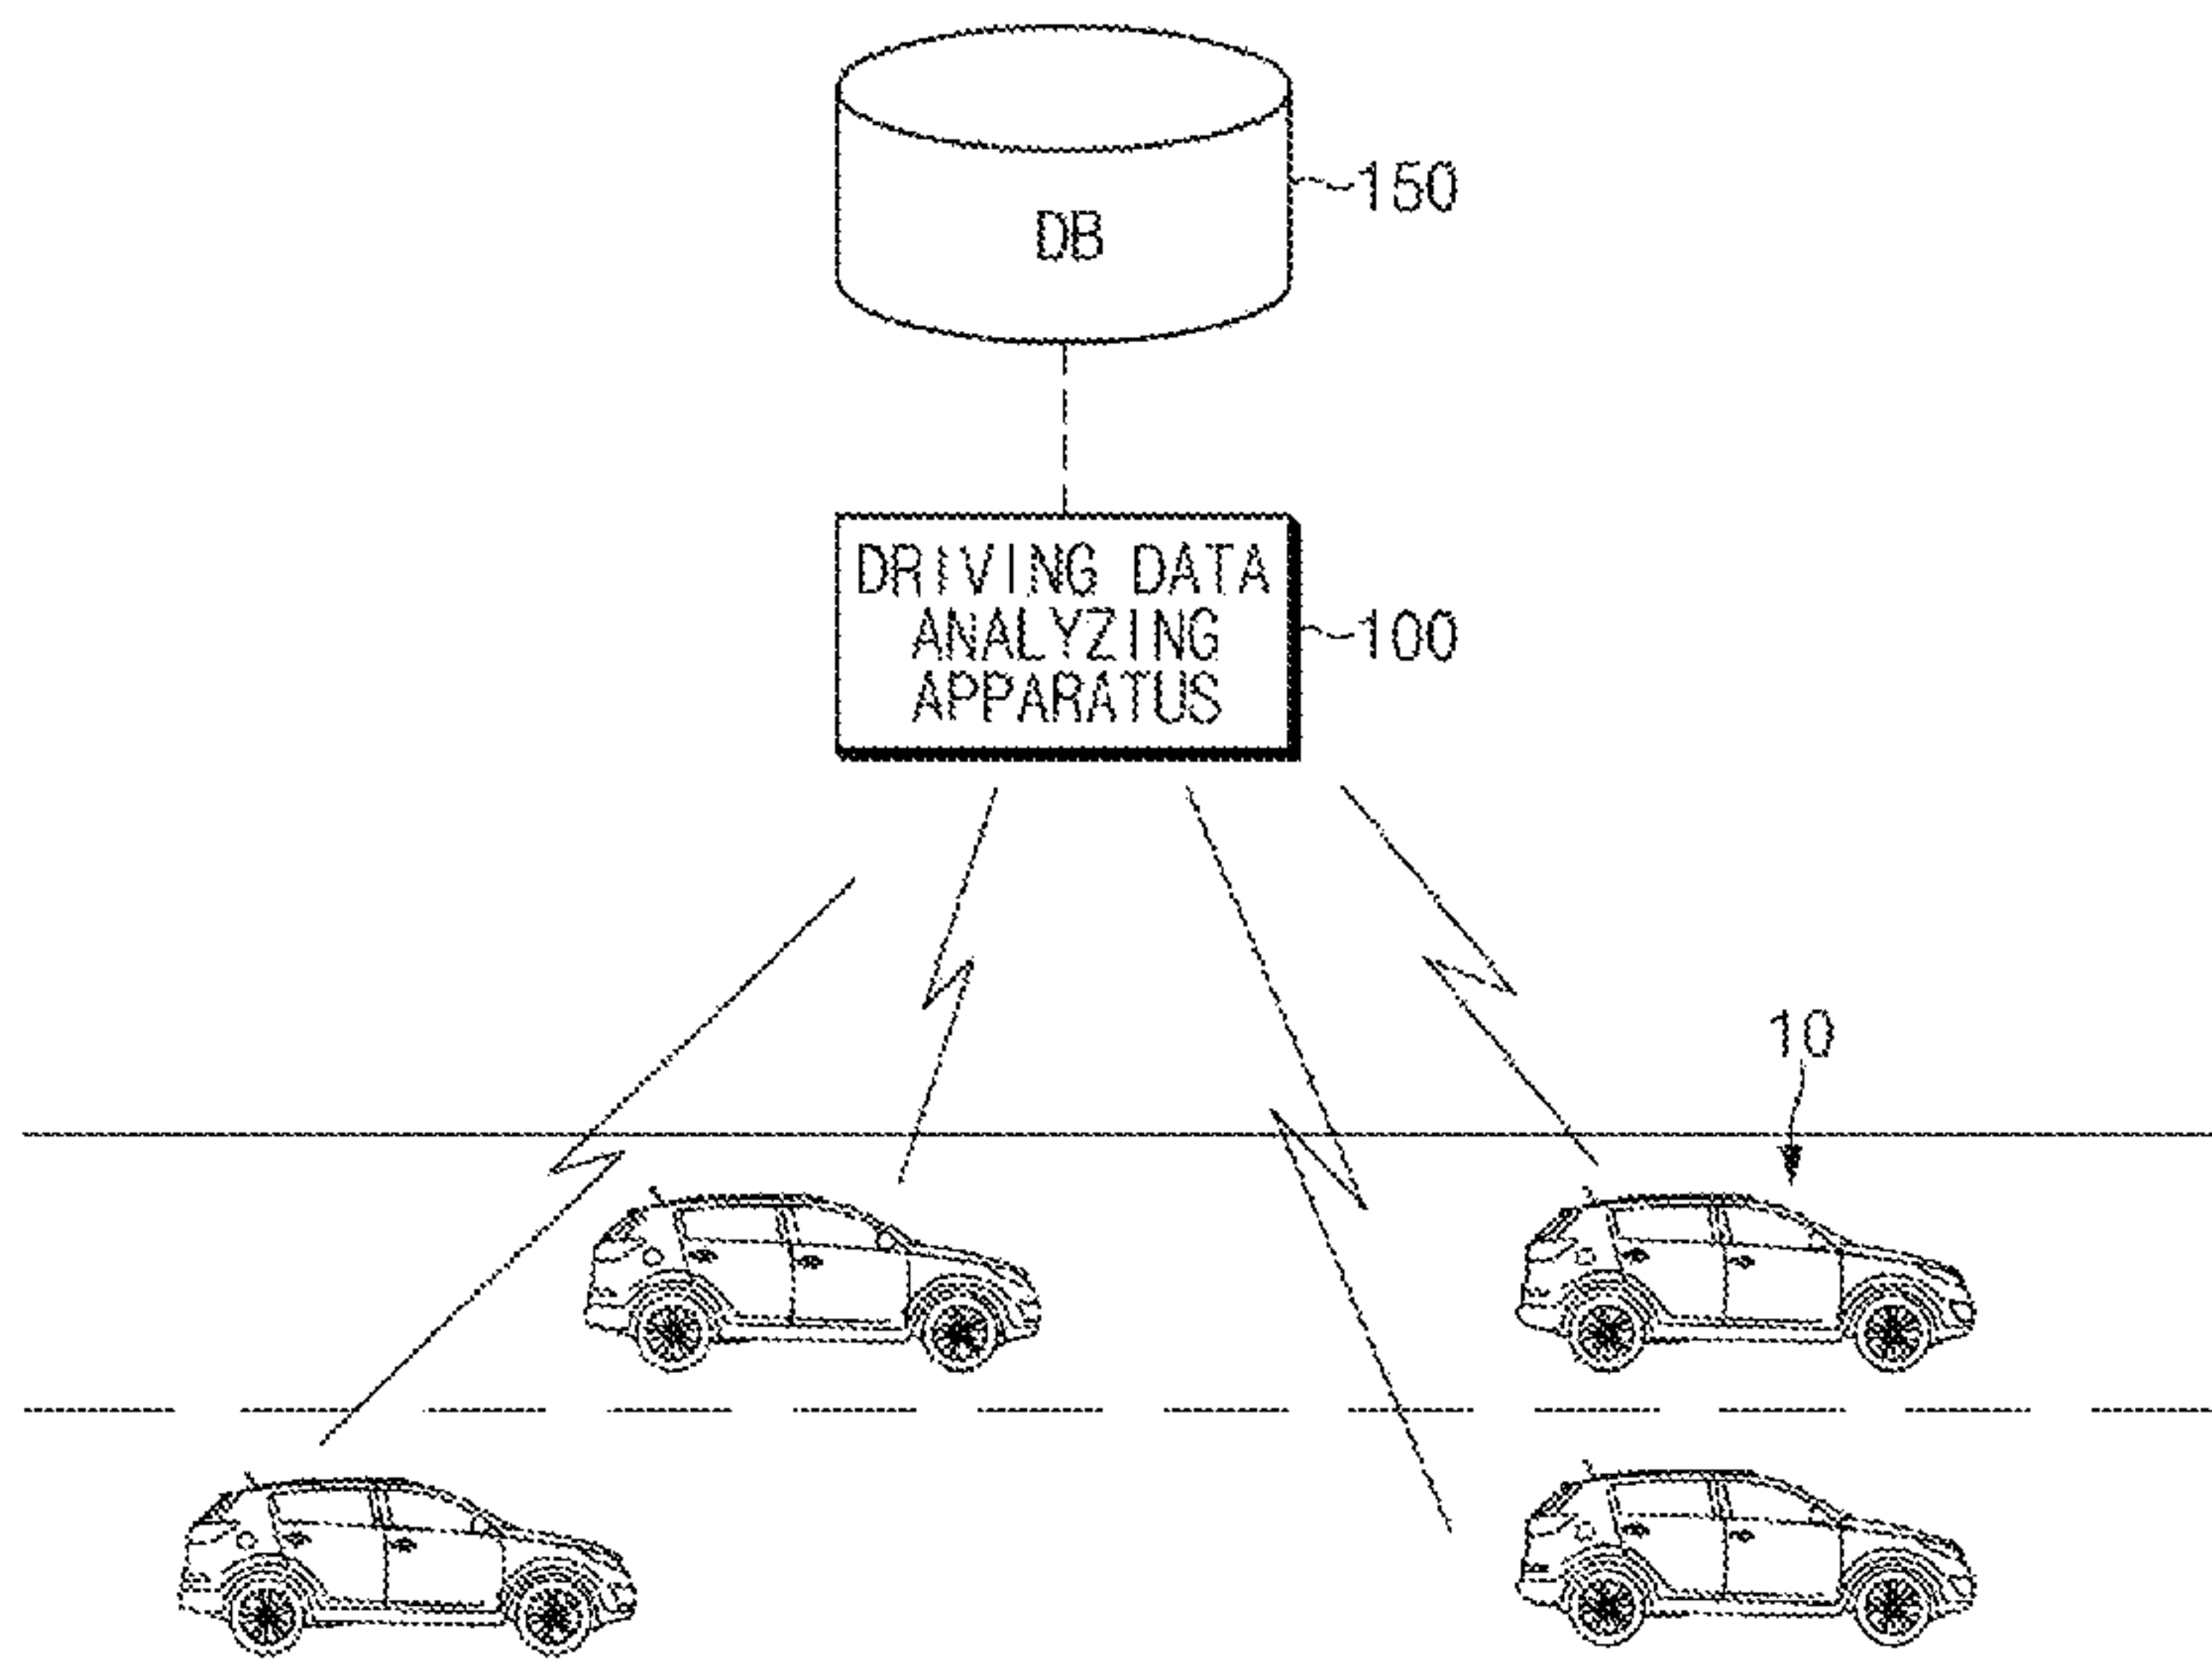 150
DB
DRIVING DATA
ANALYZING
APPARATUS
100
10